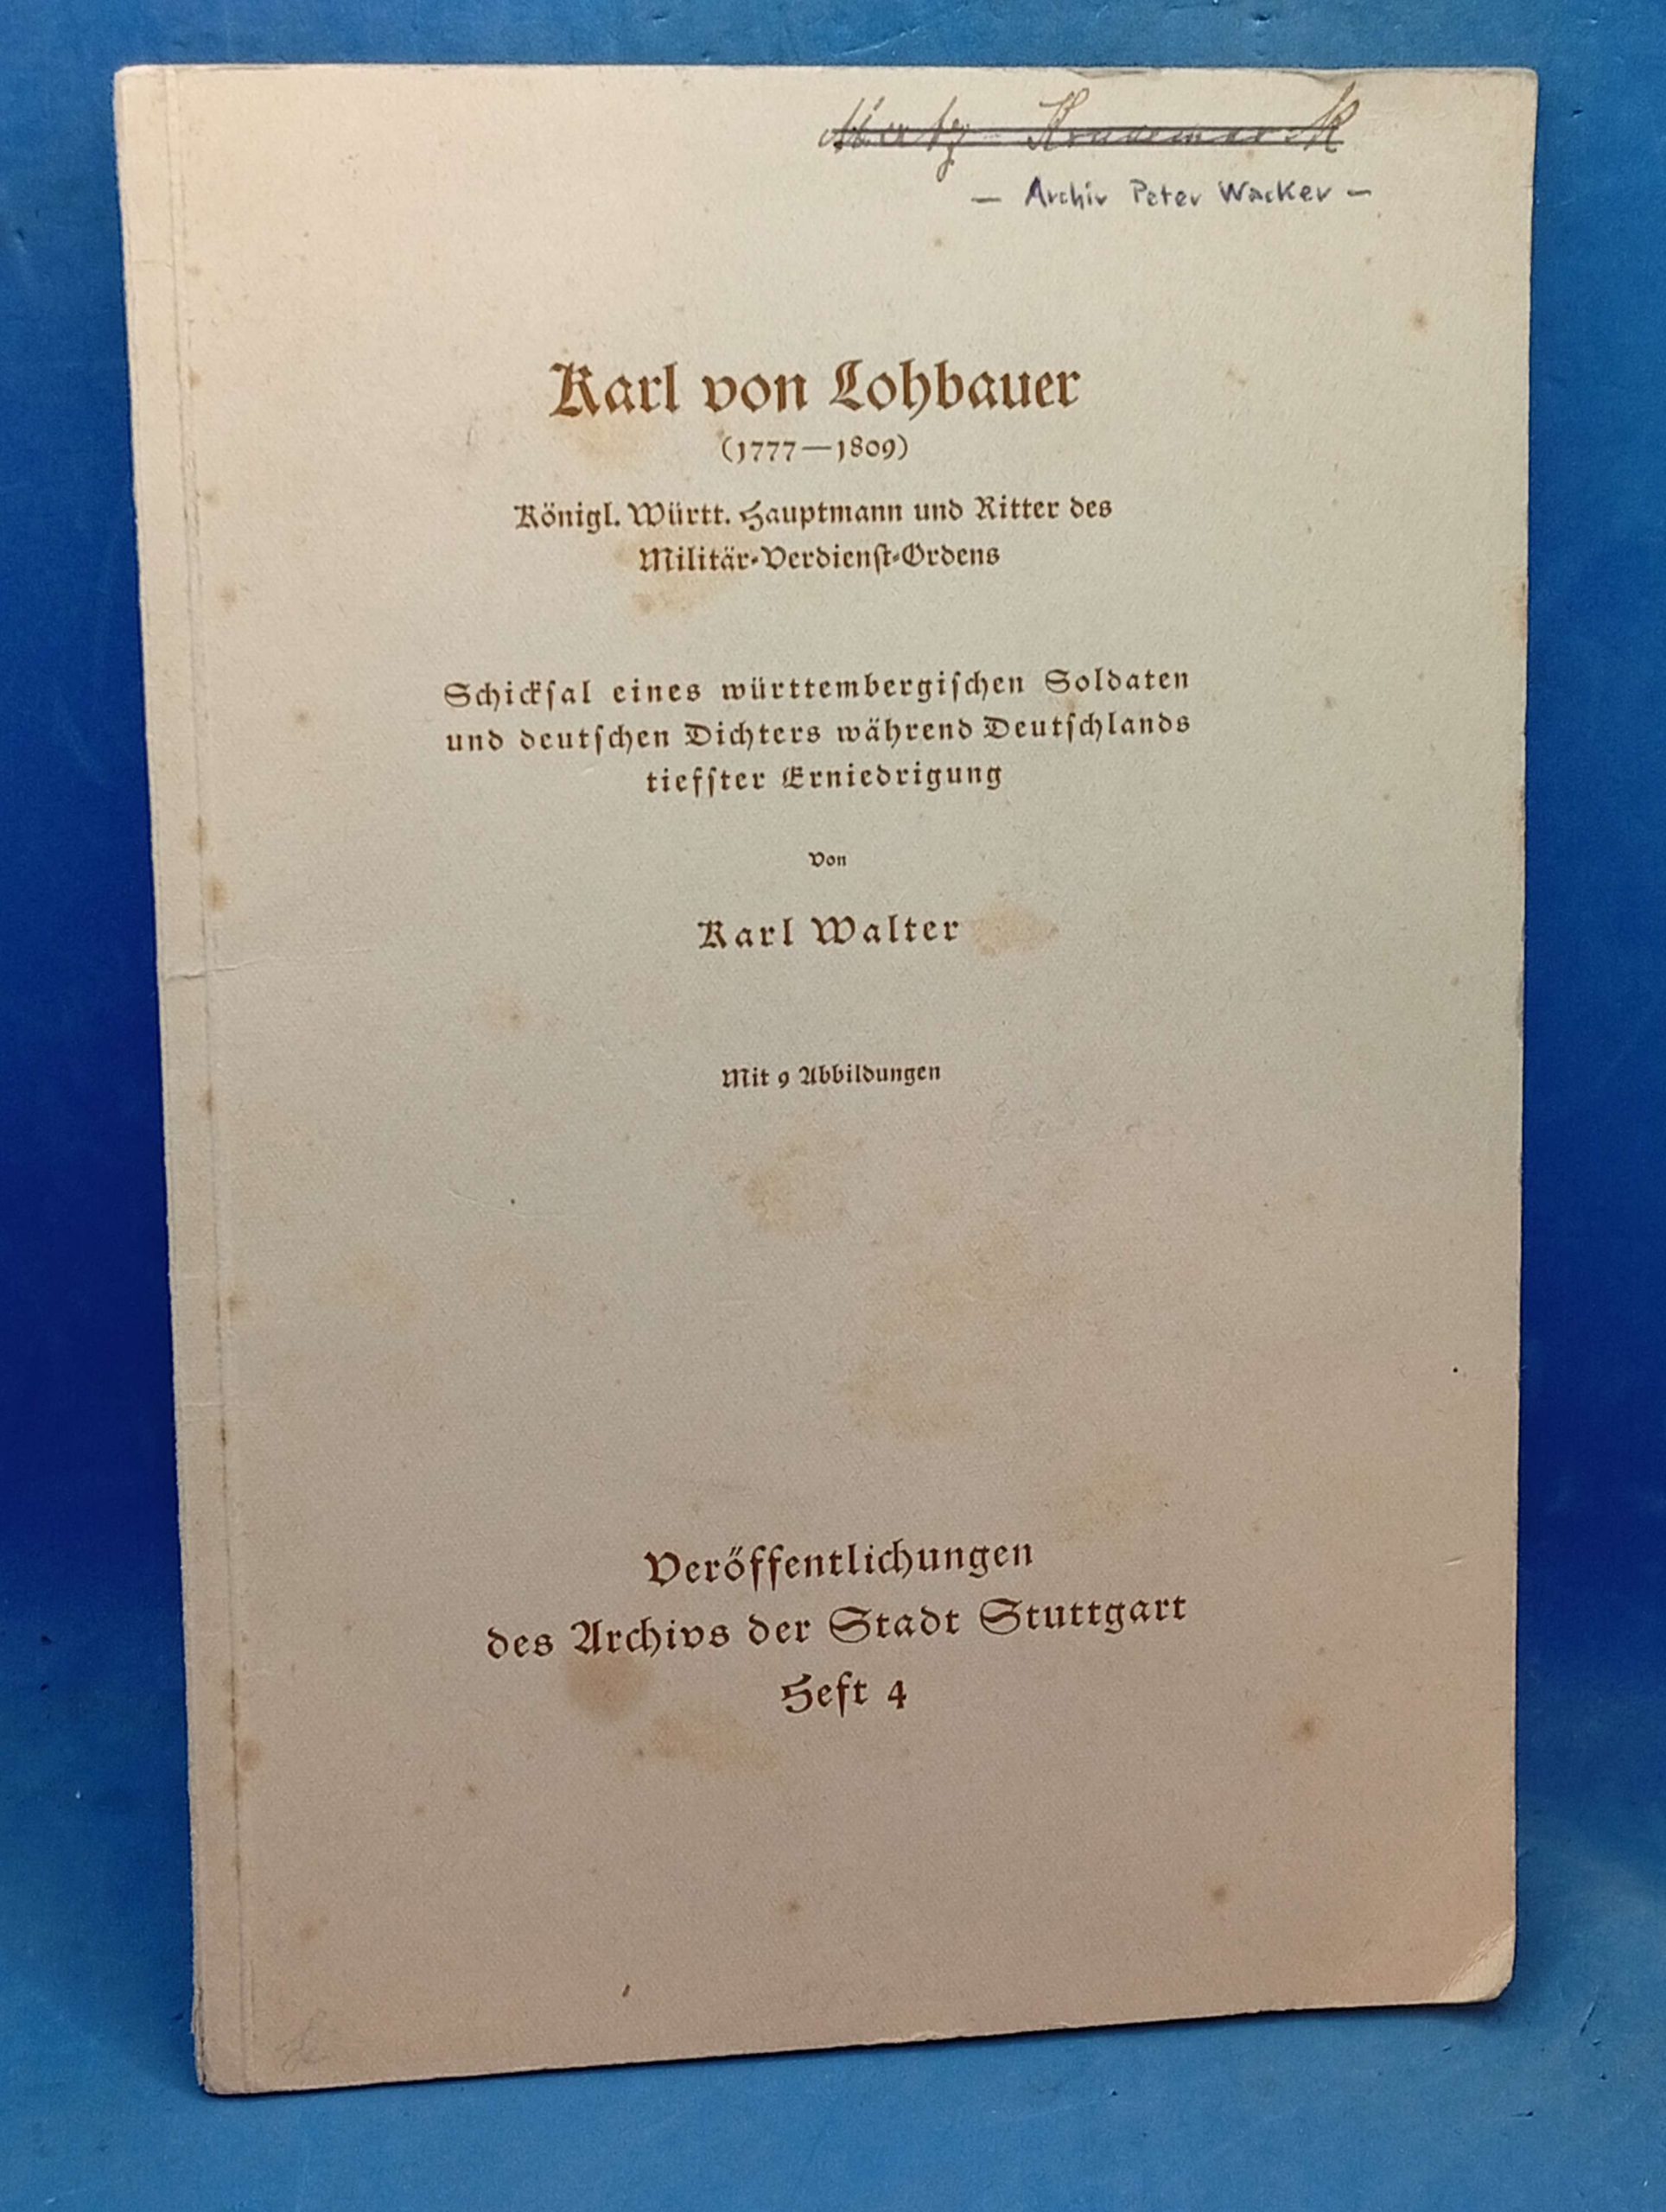 — Archiv Peter Wacker —
Karl von Lohbauer
(1777—1809)
Königl. Württ. Hauptmann und Ritter des
Militär-Verdienſt-Ordens
Schickſal eines württembergiſchen Soldaten
und deutſchen Dichters während Deutſchlands
tiefſter Erniedrigung
Von
Karl Walter
Mit 9 Abbildungen
Veröffentlichungen
des Archivs der Stadt Stuttgart
Heft 4